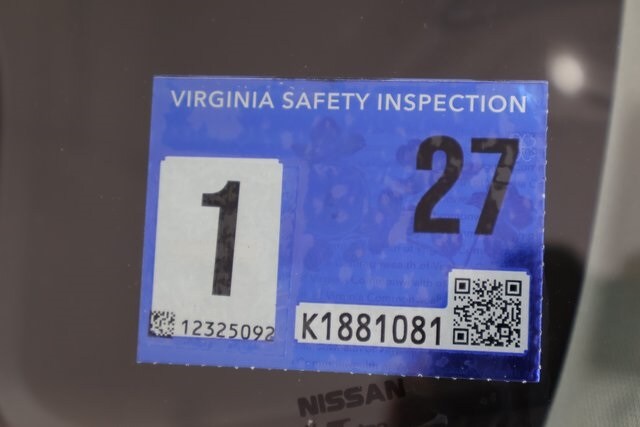 VIRGINIA SAFETY INSPECTION
27
1
12325092
K1881081
NISSAN